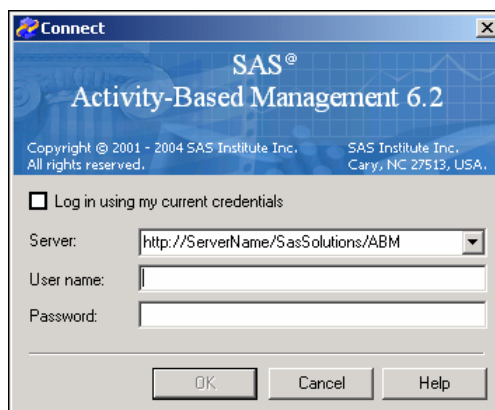 Connect
SAS®
Activity-Based Management 6.2
Copyright © 2001 - 2004 SAS Institute Inc.
All rights reserved.
SAS Institute Inc.
Cary, NC 27513, USA.
Log in using my current credentials
Server: http://ServerName/SasSolutions/ABM
User name:
Password:
OK Cancel Help